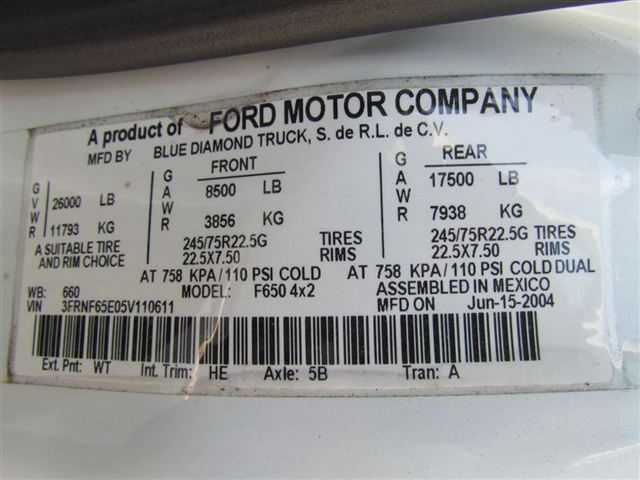 A product of FORD MOTOR COMPANY
MFD BY BLUE DIAMOND TRUCK, S. de R.L. de C.V.
FRONT REAR
GVWR 26000 LB GAWR 8500 LB GAWR 17500 LB
11793 KG 3856 KG 7938 KG
A SUITABLE TIRE AND RIM CHOICE
245/75R22.5G TIRES 245/75R22.5G TIRES
22.5X7.50 RIMS 22.5X7.50 RIMS
AT 758 KPA/110 PSI COLD AT 758 KPA/110 PSI COLD DUAL
WB: 660 MODEL: F650 4x2 ASSEMBLED IN MEXICO
VIN 3FRNF65E05V110611 MFD ON Jun-15-2004
Ext. Pnt: WT Int. Trim: HE Axle: 5B Tran: A